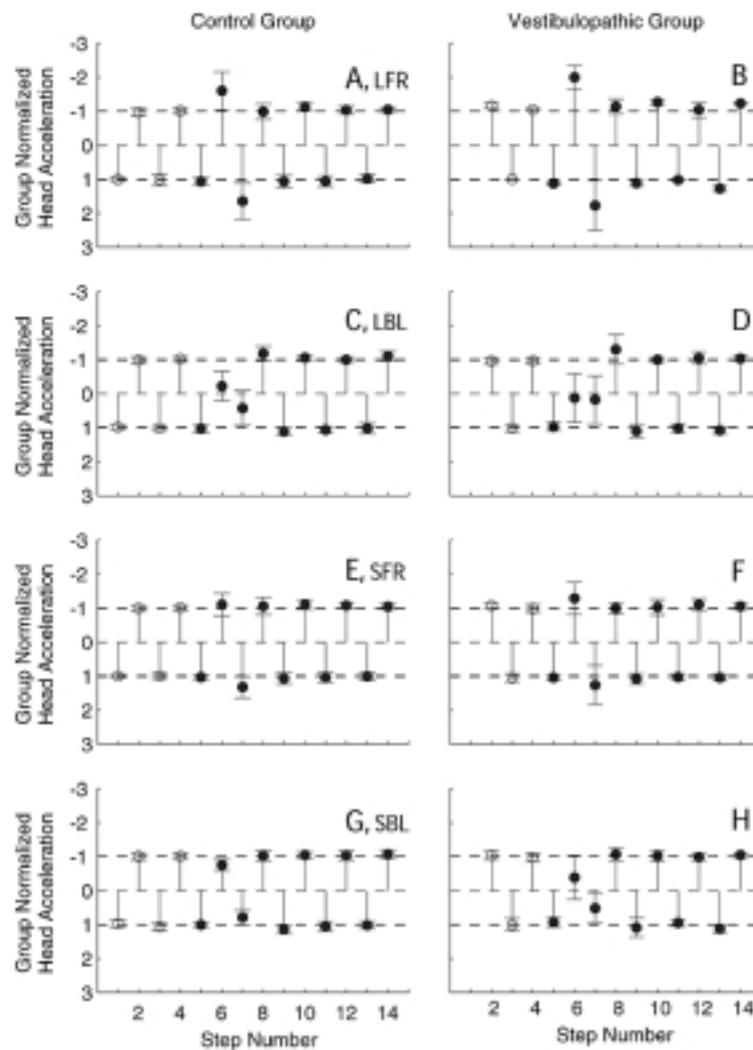 Control Group
Vestibulopathic Group
Group Normalized
Head Acceleration
-3
-2
-1
0
1
2
3
A, LFR
B
Group Normalized
Head Acceleration
-3
-2
-1
0
1
2
3
C, LBL
D
Group Normalized
Head Acceleration
-3
-2
-1
0
1
2
3
E, SFR
F
Group Normalized
Head Acceleration
-3
-2
-1
0
1
2
3
G, SBL
H
2 4 6 8 10 12 14
2 4 6 8 10 12 14
Step Number
Step Number